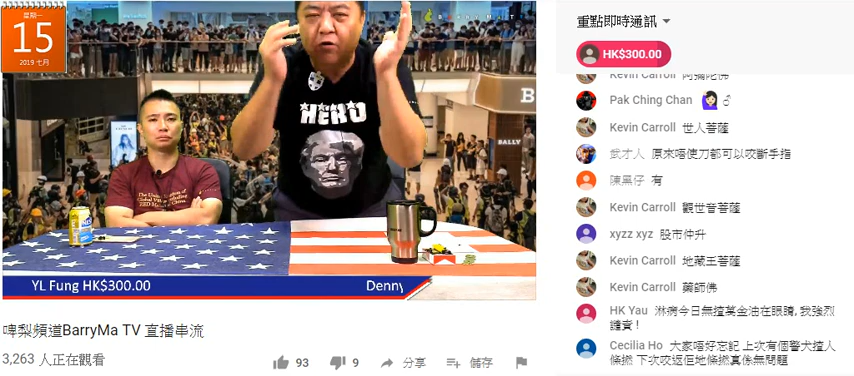 星期一
15
2019 七月
BARRYMATV
HERO
B
BALLY
YL Fung HK$300.00
Denny
啤梨頻道BarryMa TV 直播串流
3,263 人正在觀看
93
9
分享
儲存
重點即時通訊
HK$300.00
Kevin Carroll 阿彌陀佛
Pak Ching Chan 🙋♂
Kevin Carroll 世人菩薩
武才人 原來唔使刀都可以咬斷手指
陳黑仔 有
Kevin Carroll 觀世音菩薩
xyzz xyz 股市仲升
Kevin Carroll 地藏王菩薩
Kevin Carroll 藥師佛
HK Yau 淋病今日無揸萬金油在眼睛, 我強烈
譴責 !
Cecilia Ho 大家唔好忘記 上次有個警犬揸人
條撚 下次咬返佢地條撚真係無問題